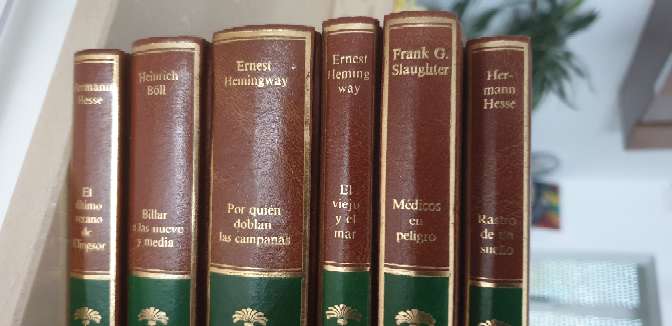 Hermann
Hesse
El
último
verano
de
Klingsor
Heinrich
Böll
Billar
a las nueve
y media
Ernest
Hemingway
Por quién
doblan
las campanas
Ernest
Heming
way
El
viejo
y el
mar
Frank G.
Slaughter
Médicos
en
peligro
Her-
mann
Hesse
Rastro
de un
sueño